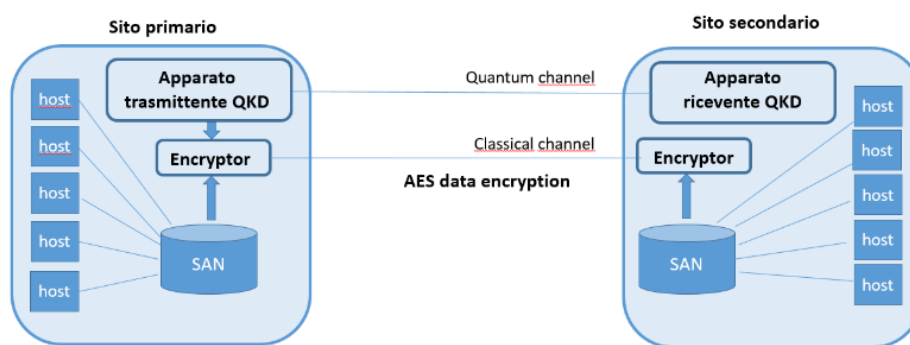 Sito primario
Sito secondario
Apparato
trasmittente QKD
Quantum channel
Apparato
ricevente QKD
host
host
host
host
host
Encryptor
Classical channel
Encryptor
AES data encryption
SAN
SAN
host
host
host
host
host